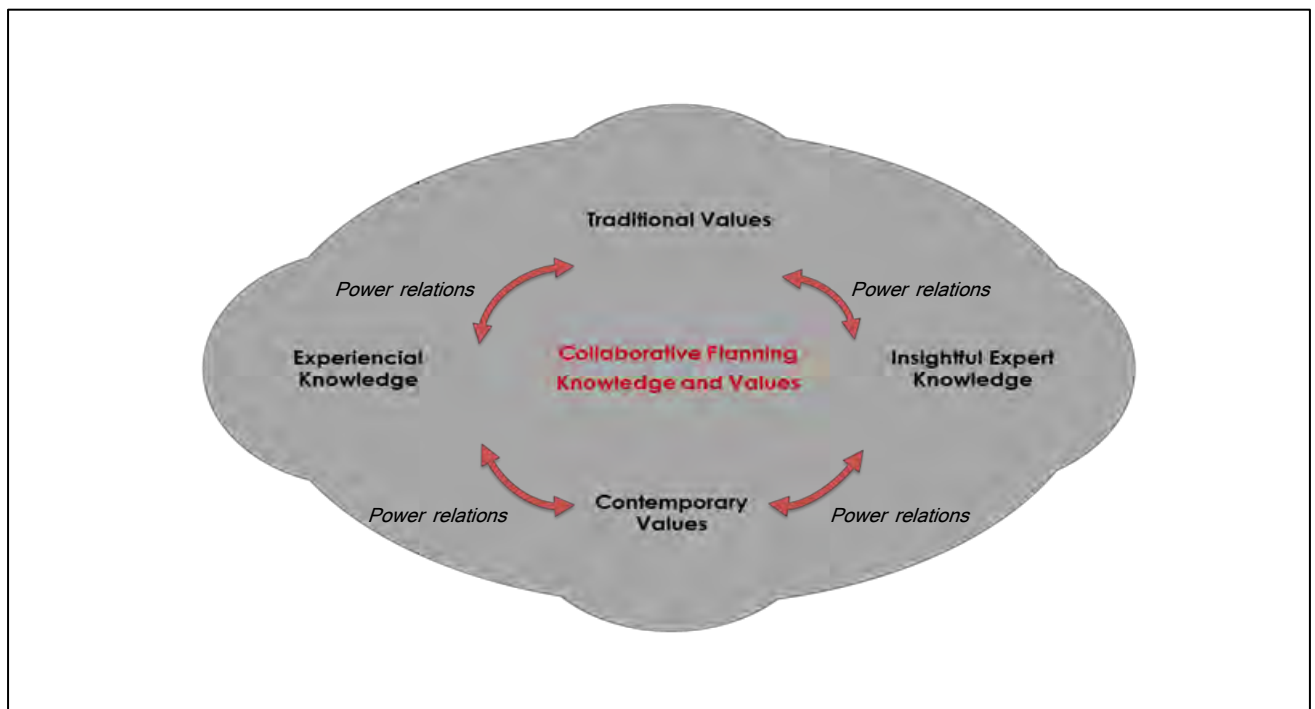 Traditional Values
Power relations
Power relations
Experiencial
Knowledge
Collaborative Planning
Knowledge and Values
Insightful Expert
Knowledge
Contemporary
Values
Power relations
Power relations